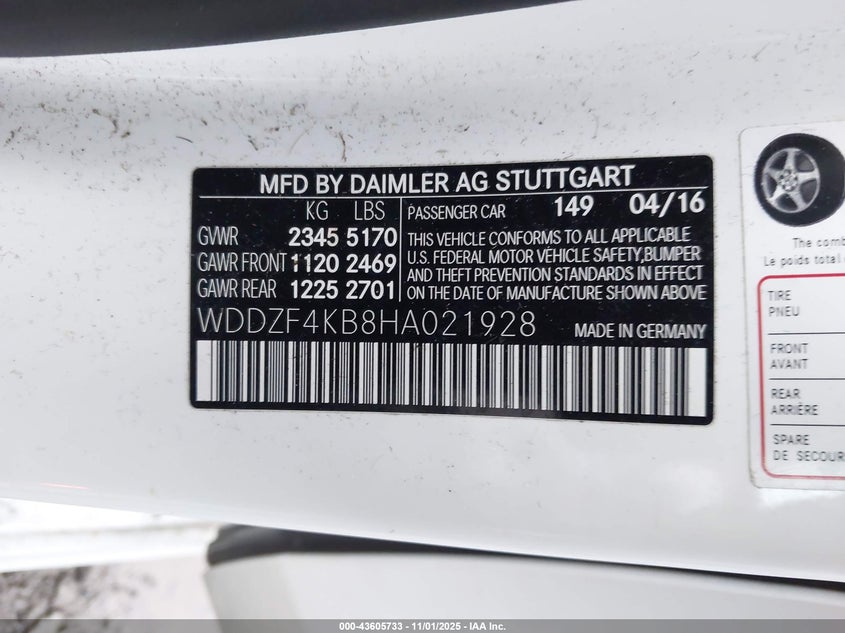 MFD BY DAIMLER AG STUTTGART
KG LBS
GVWR 2345 5170
GAWR FRONT 1120 2469
GAWR REAR 1225 2701
PASSENGER CAR 149 04/16
THIS VEHICLE CONFORMS TO ALL APPLICABLE
U.S. FEDERAL MOTOR VEHICLE SAFETY, BUMPER
AND THEFT PREVENTION STANDARDS IN EFFECT
ON THE DATE OF MANUFACTURE SHOWN ABOVE
WDDZF4KB8HA021928 MADE IN GERMANY
The comb
Le poids total
TIRE
PNEU
FRONT
AVANT
REAR
ARRIÈRE
SPARE
DE SECOUR
000-43605733 - 11/01/2025 - IAA Inc.